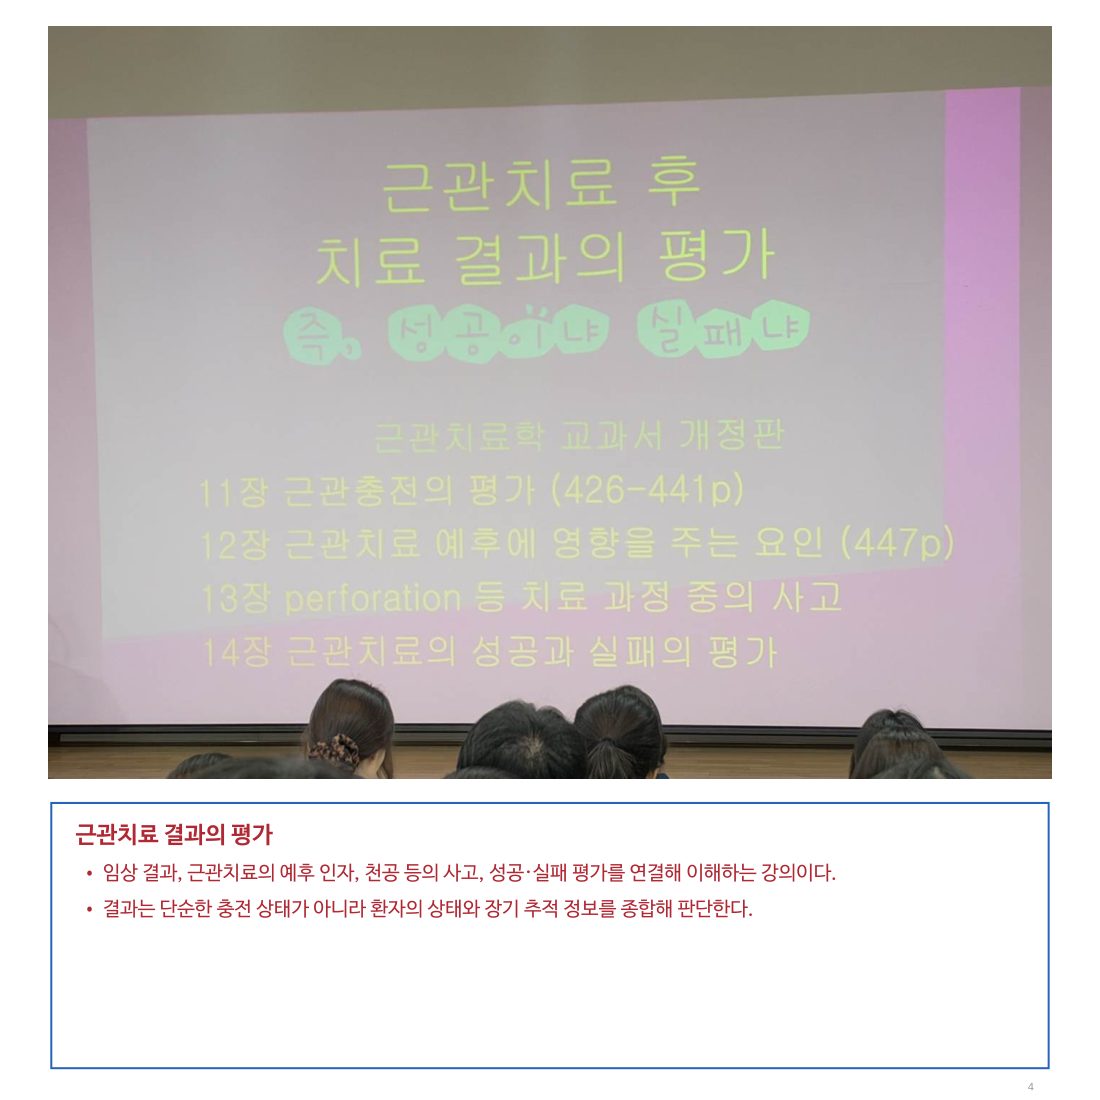 근관치료 후
치료 결과의 평가
즉, 성공이냐 실패냐
근관치료학 교과서 개정판
11장 근관충전의 평가 (426-441p)
12장 근관치료 예후에 영향을 주는 요인 (447p)
13장 perforation 등 치료 과정 중의 사고
14장 근관치료의 성공과 실패의 평가
근관치료 결과의 평가
• 임상 결과, 근관치료의 예후 인자, 천공 등의 사고, 성공·실패 평가를 연결해 이해하는 강의이다.
• 결과는 단순한 충전 상태가 아니라 환자의 상태와 장기 추적 정보를 종합해 판단한다.
4